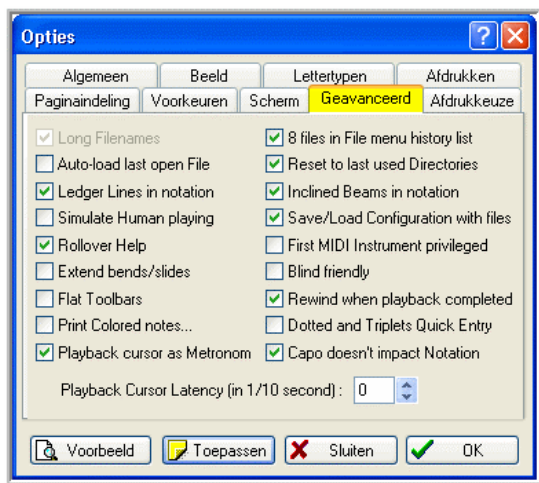 Opties
Algemeen Beeld Lettertypen Afdrukken
Paginaindeling Voorkeuren Scherm Geavanceerd Afdrukkeuze
Long Filenames
Auto-load last open File
Ledger Lines in notation
Simulate Human playing
Rollover Help
Extend bends/slides
Flat Toolbars
Print Colored notes...
Playback cursor as Metronom
8 files in File menu history list
Reset to last used Directories
Inclined Beams in notation
Save/Load Configuration with files
First MIDI Instrument privileged
Blind friendly
Rewind when playback completed
Dotted and Triplets Quick Entry
Capo doesn't impact Notation
Playback Cursor Latency (in 1/10 second) : 0
Voorbeeld Toepassen Sluiten OK